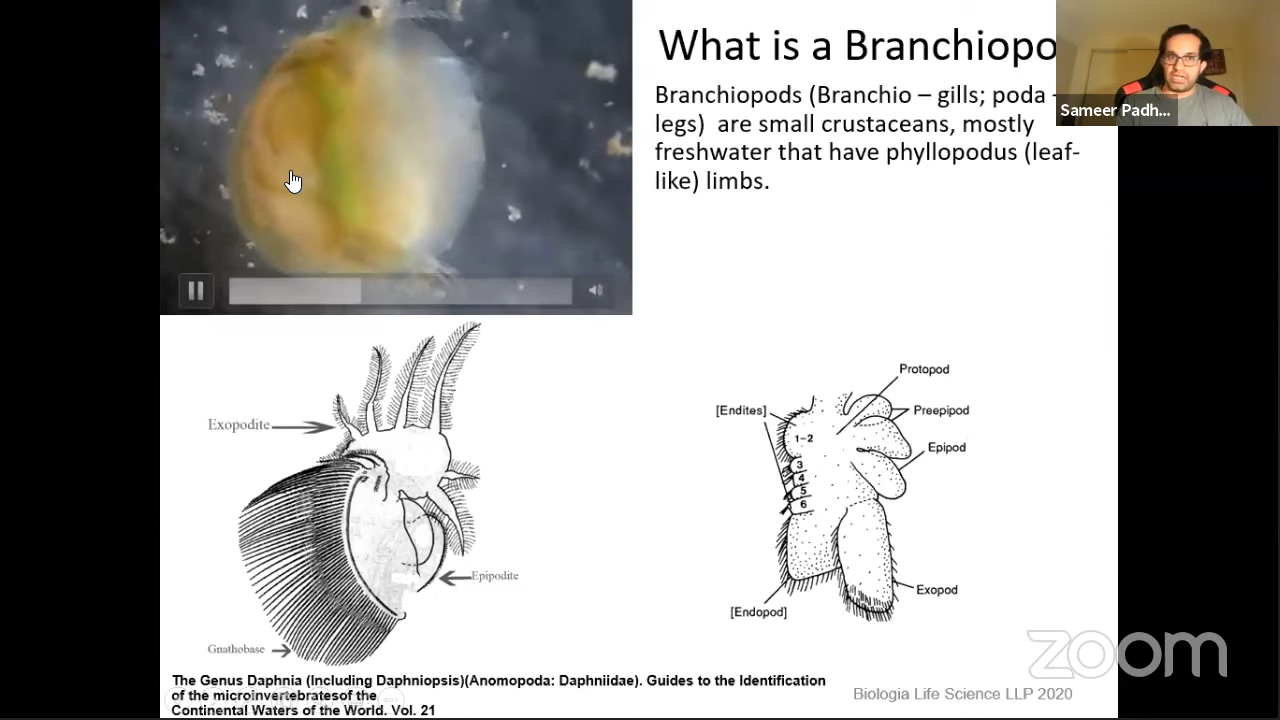 What is a Branchiopo
Branchiopods (Branchio – gills; poda -
legs) are small crustaceans, mostly
freshwater that have phyllopodus (leaf-
like) limbs.
Sameer Padh...
Exopodite
Epipodite
Gnathobase
Protopod
[Endites]
Preepipod
1-2
Epipod
3
4
5
6
Exopod
[Endopod]
zoom
The Genus Daphnia (Including Daphniopsis)(Anomopoda: Daphniidae). Guides to the Identification
of the microinvertebratesof the
Continental Waters of the World. Vol. 21
Biologia Life Science LLP 2020